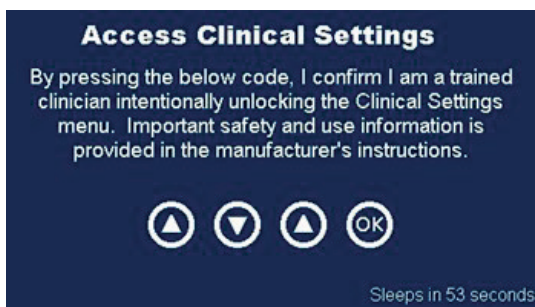 Access Clinical Settings
By pressing the below code, I confirm I am a trained
clinician intentionally unlocking the Clinical Settings
menu. Important safety and use information is
provided in the manufacturer's instructions.
OK
Sleeps in 53 seconds